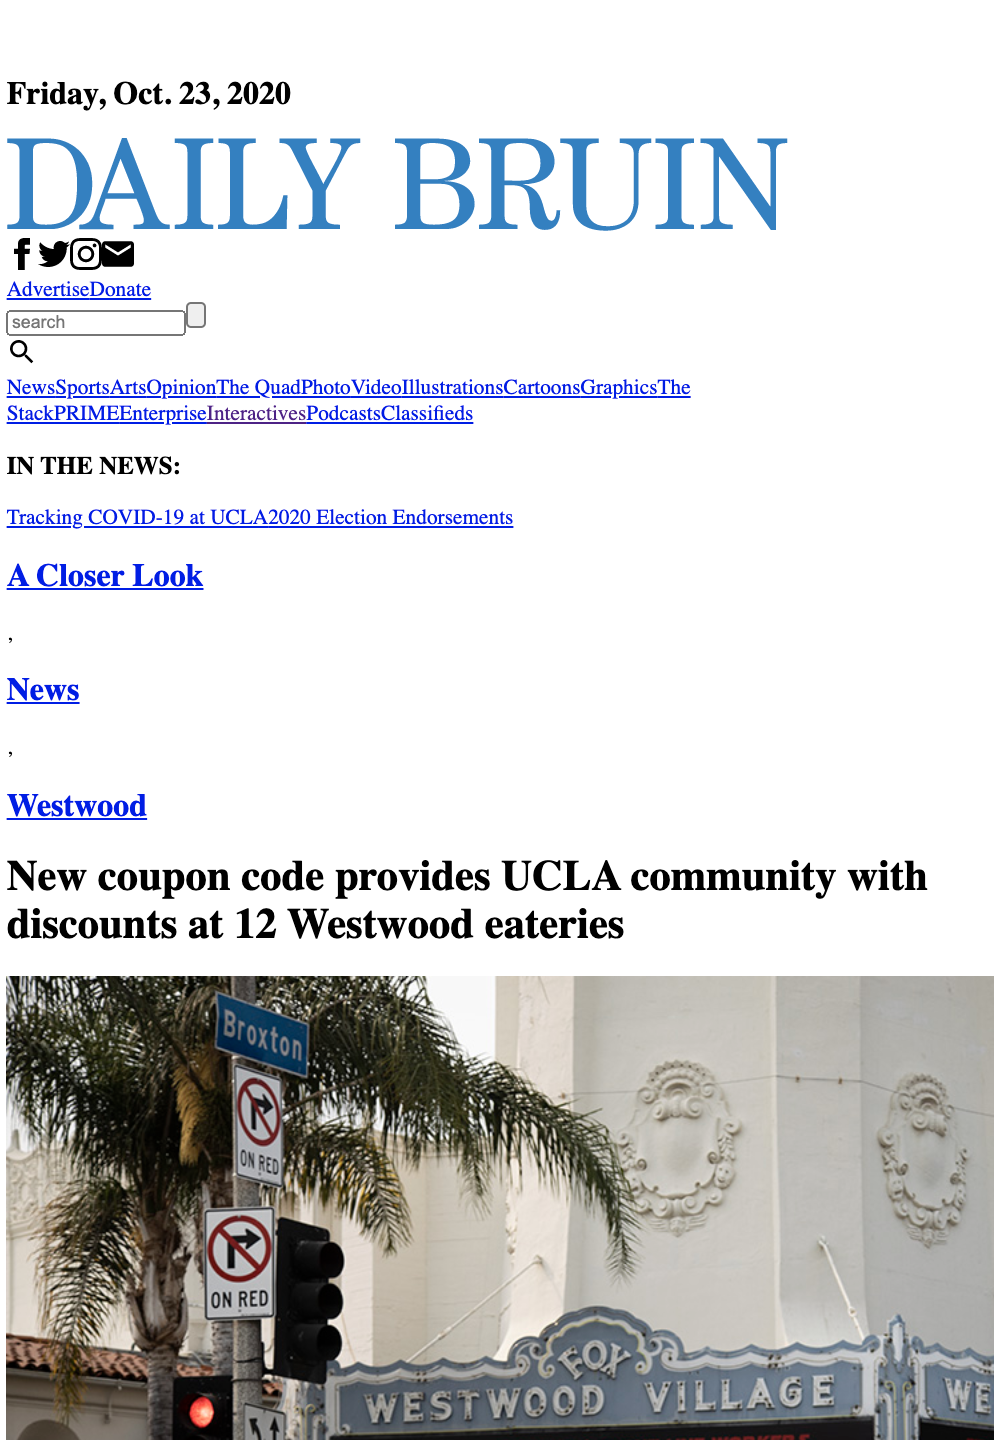 Friday, Oct. 23, 2020
DAILY BRUIN
AdvertiseDonate
search
NewsSportsArtsOpinionThe QuadPhotoVideoIllustrationsCartoonsGraphicsThe
StackPRIMEEnterpriseInteractivesPodcastsClassifieds
IN THE NEWS:
Tracking COVID-19 at UCLA2020 Election Endorsements
A Closer Look
,
News
,
Westwood
New coupon code provides UCLA community with
discounts at 12 Westwood eateries
Broxton
ON RED
ON RED
FOX
WESTWOOD VILLAGE
WE